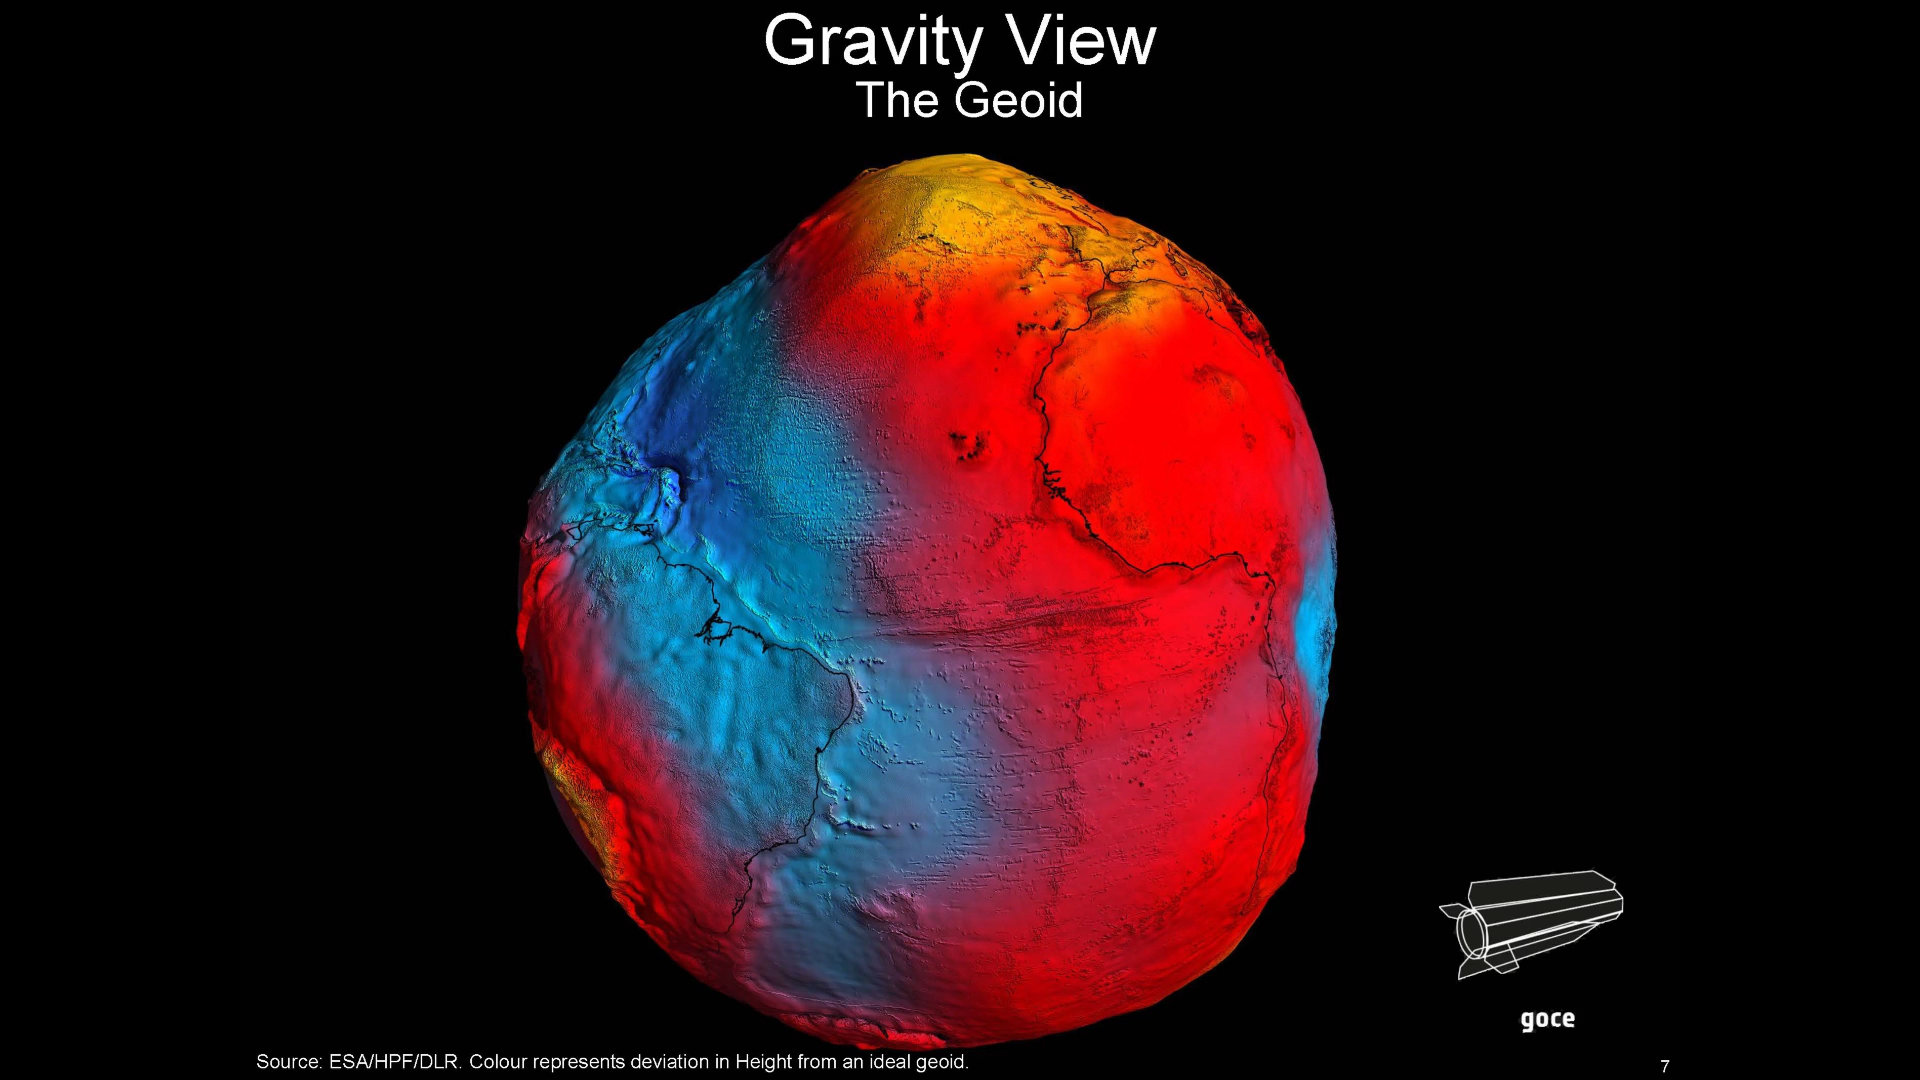 Gravity View
The Geoid
goce
Source: ESA/HPF/DLR. Colour represents deviation in Height from an ideal geoid.
7